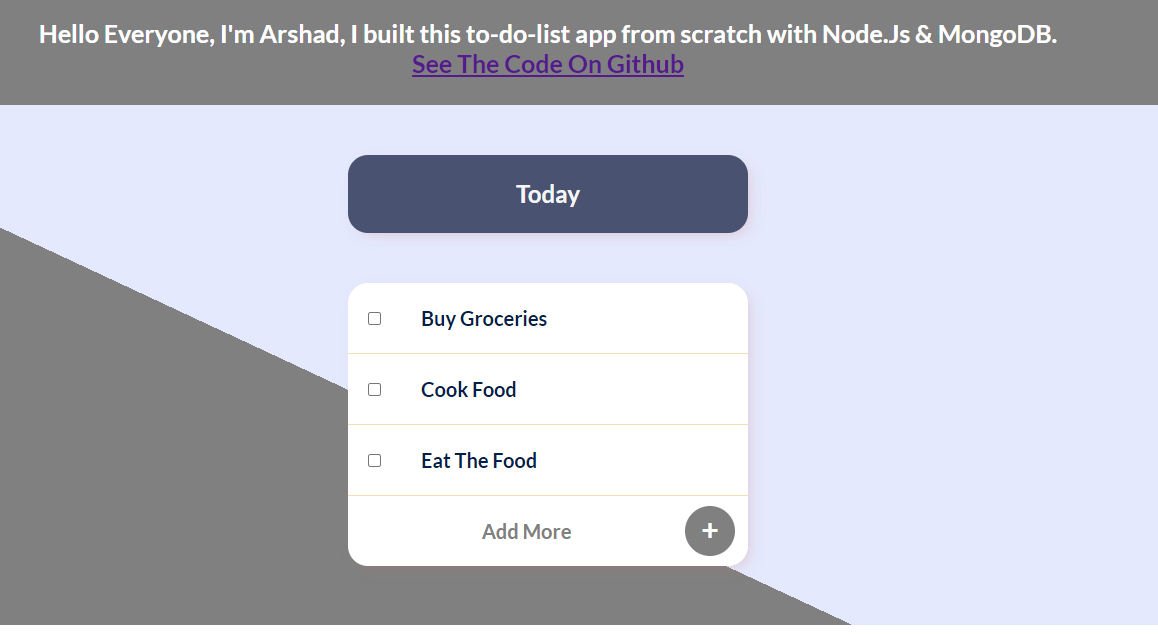 Hello Everyone, I'm Arshad, I built this to-do-list app from scratch with Node.Js & MongoDB.
See The Code On Github
Today
Buy Groceries
Cook Food
Eat The Food
Add More +